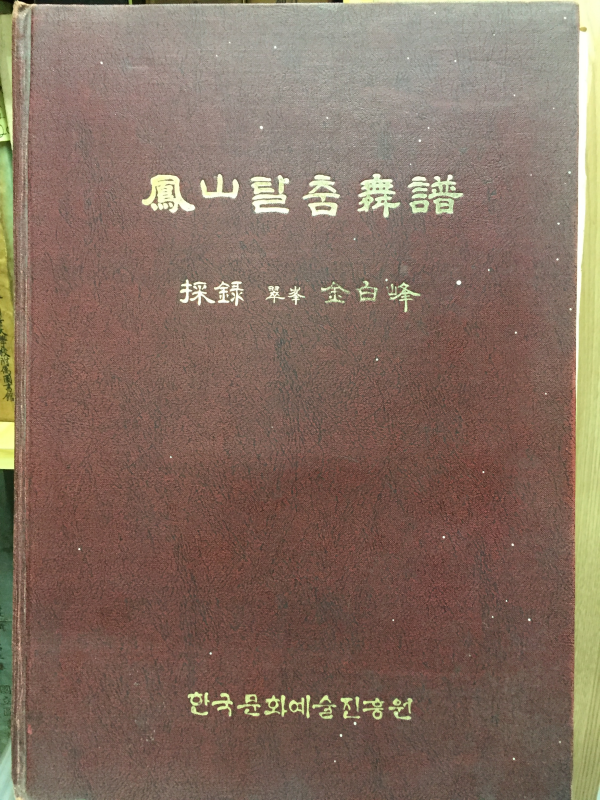 鳳山탈춤舞譜
採録 翠峯 金白峰
한국문화예술진흥원